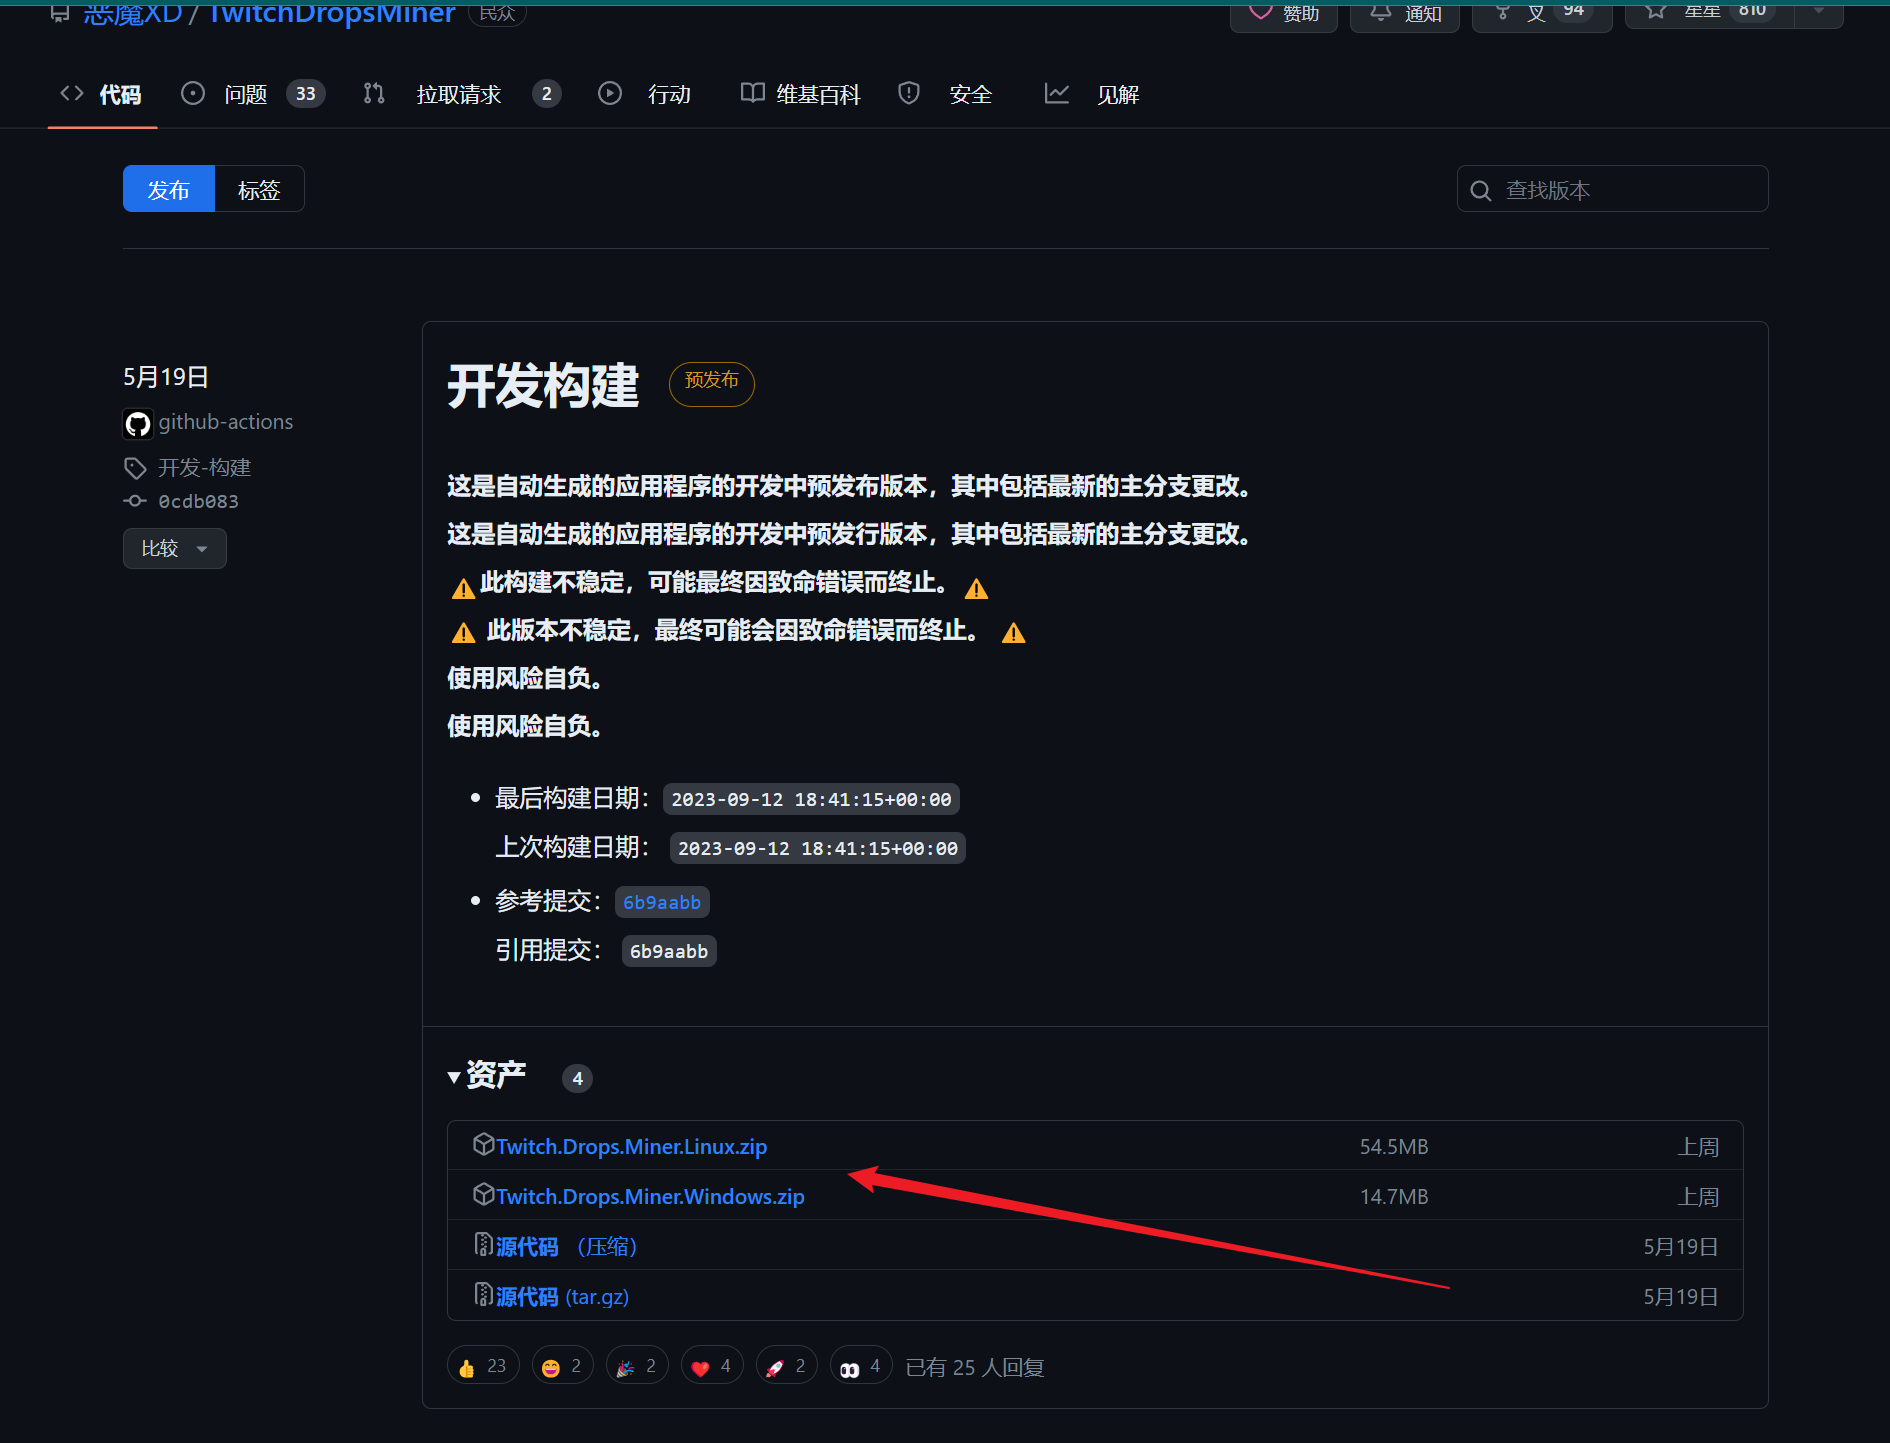 恶魔XD / TwitchDropsMiner 民众
赞助 通知 叉 94 星星 810
代码 问题 33 拉取请求 2 行动 维基百科 安全 见解
发布 标签 查找版本
5月19日
github-actions
开发-构建
0cdb083
比较
开发构建 预发布
这是自动生成的应用程序的开发中预发布版本，其中包括最新的主分支更改。
这是自动生成的应用程序的开发中预发行版本，其中包括最新的主分支更改。
⚠此构建不稳定，可能最终因致命错误而终止。⚠
⚠ 此版本不稳定，最终可能会因致命错误而终止。 ⚠
使用风险自负。
使用风险自负。
• 最后构建日期： 2023-09-12 18:41:15+00:00
上次构建日期： 2023-09-12 18:41:15+00:00
• 参考提交： 6b9aabb
引用提交： 6b9aabb
▼资产 4
Twitch.Drops.Miner.Linux.zip 54.5MB 上周
Twitch.Drops.Miner.Windows.zip 14.7MB 上周
源代码 （压缩） 5月19日
源代码 (tar.gz) 5月19日
👍 23 😄 2 🎉 2 ❤️ 4 🚀 2 👀 4 已有 25 人回复